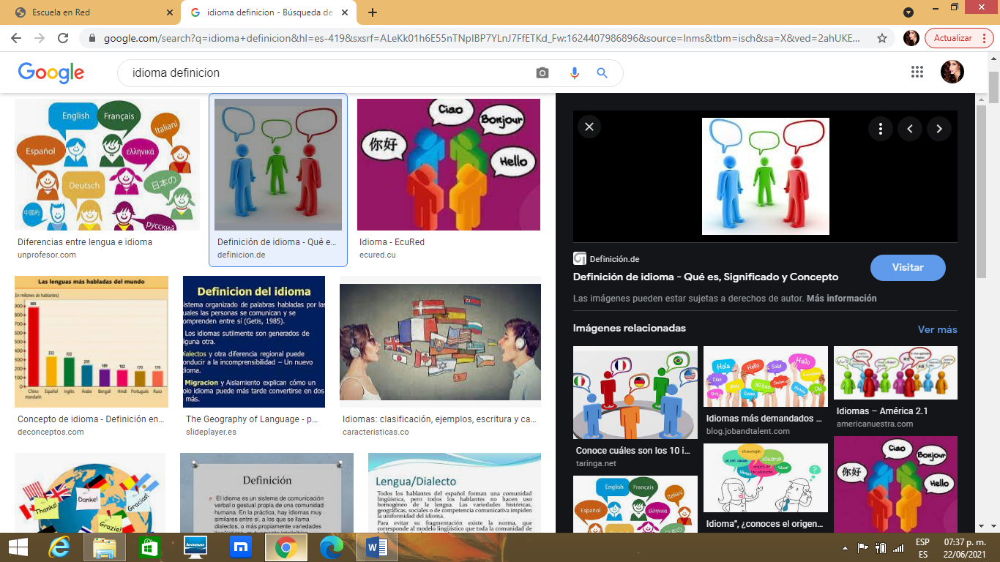 Escuela en Red
idioma definicion - Búsqueda de
google.com/search?q=idioma+definicion&hl=es-419&sxsrf=ALeKk01h6E55nTNpIBP7YLnJ7FfETKd_Fw:1624407986896&source=lnms&tbm=isch&sa=X&ved=2ahUKE...
Actualizar
Google
idioma definicion
English
Français
Italiani
Español
ελληνικά
Deutsch
日本の
中國的
русский
Diferencias entre lengua e idioma
unprofesor.com
Definición de idioma - Qué e...
definicion.de
Ciao
Bonjour
你好
Hello
Idioma - EcuRed
ecured.cu
Las lenguas más habladas del mundo
(En millones de hablantes)
900
800
700
600
500
400
300
200
100
0
885
332
322
235
189
182
170
170
Chino mandarín
Español
Inglés
Árabe
Bengalí
Hindi
Portugués
Ruso
Concepto de idioma - Definición en...
deconceptos.com
Definicion del idioma
istema organizado de palabras habladas por las
uales las personas se comunican y se
omprenden entre sí (Getis, 1985).
Los idiomas sutilmente son generados de
lguna otra.
ialectos y otra diferencia regional puede
onducir a la incomprensibilidad – Un nuevo
dioma.
Migracion y Aislamiento explican cómo un
olo idioma puede más tarde convertirse en dos
más.
The Geography of Language - p...
slideplayer.es
Idiomas: clasificación, ejemplos, escritura y ca...
caracteristicas.co
Thanks!
Danke!
Gracias!
Grazie!
Definición
El idioma es un sistema de comunicación
verbal o gestual propia de una comunidad
humana. En la práctica, hay idiomas muy
similares entre sí, a los que se llama
dialectos, o más propiamente variedades
Lengua/Dialecto
Todos los hablantes del español forman una comunidad
lingüística, pero todos los hablantes no hacen uso
homogéneo de la lengua. Las variedades históricas,
geográficas, sociales o de competencia comunicativa impiden
la uniformidad del idioma.
Para evitar su fragmentación existe la norma, que
corresponde al modelo lingüístico que toda la comunidad de
Definición.de
Definición de idioma - Qué es, Significado y Concepto
Visitar
Las imágenes pueden estar sujetas a derechos de autor. Más información
Imágenes relacionadas
Ver más
Conoce cuáles son los 10 i...
taringa.net
Hola
Hello
Salut
Hallo
Ciao
Idiomas más demandados ...
blog.jobandtalent.com
Idiomas – América 2.1
americanuestra.com
English
Français
Italiani
Español
ελληνικά
Deutsch
日本の
etimología
idioma
Idioma", ¿conoces el origen...
Ciao
Bonjour
你好
Hello
lenovo
ESP
ES
07:37 p. m.
22/06/2021